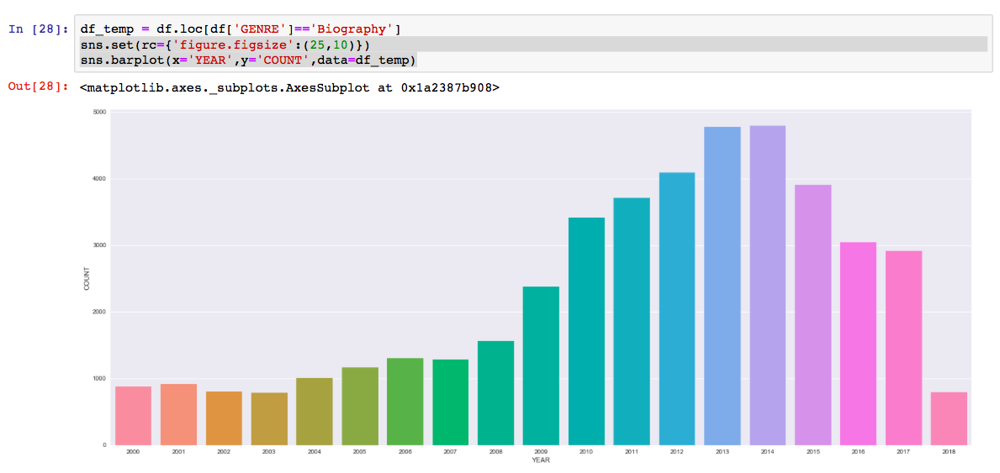 In [28]: df_temp = df.loc[df['GENRE']=='Biography']
sns.set(rc={'figure.figsize':(25,10)})
sns.barplot(x='YEAR',y='COUNT',data=df_temp)
Out[28]: <matplotlib.axes._subplots.AxesSubplot at 0x1a2387b908>
5000
4000
3000
2000
1000
0
COUNT
2000 2001 2002 2003 2004 2005 2006 2007 2008 2009 2010 2011 2012 2013 2014 2015 2016 2017 2018
YEAR